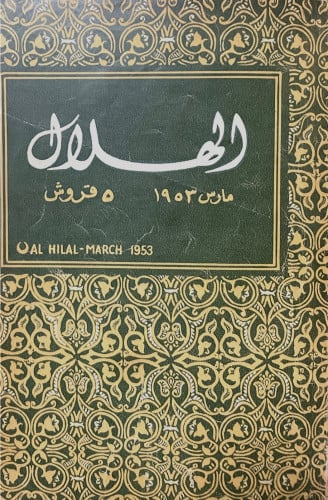 الهلال
مارس ١٩٥٣ ٥ قروش
AL HILAL-MARCH 1953